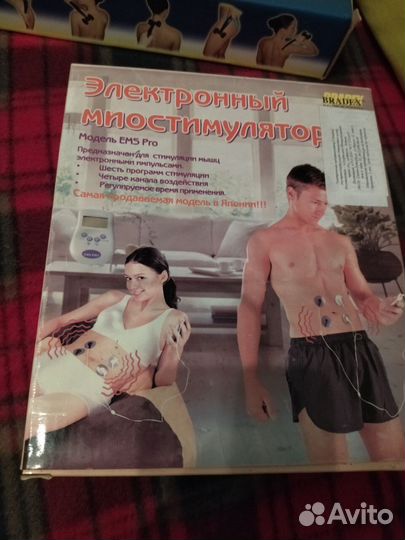 BRADEX
Электронный
миостимулятор
Модель EMS Pro
Предназначен для стимуляции мышц
электронными импульсами.
• Шесть программ стимуляции
• Четыре канала воздействия
• Регулируемое время применения.
Самая продаваемая модель в Японии!!!
Avito